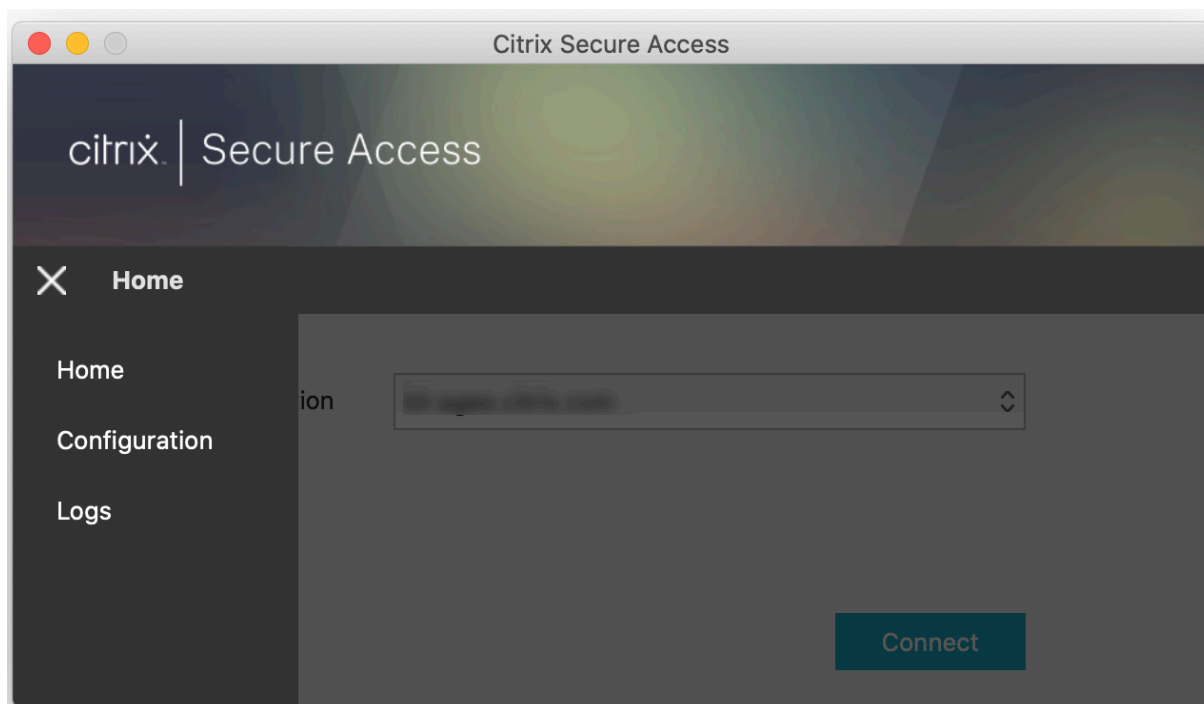 Citrix Secure Access
citrix | Secure Access
Home
Home
ion
Configuration
Logs
Connect